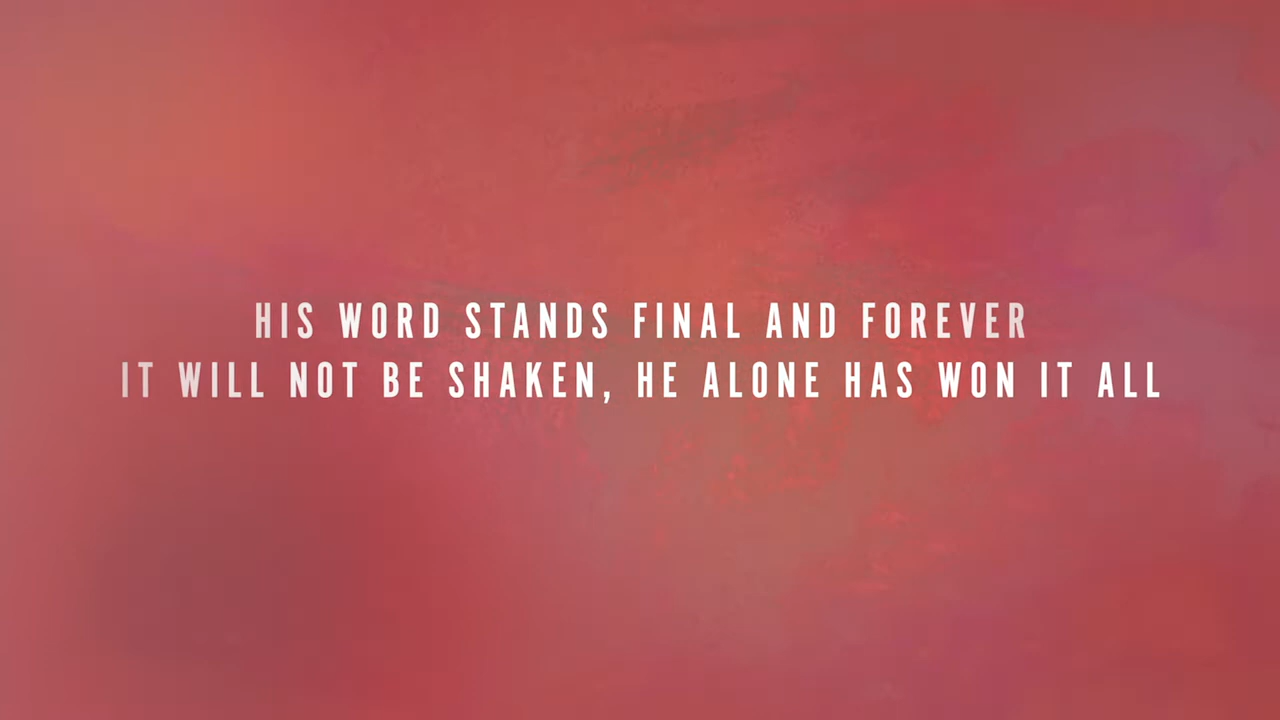 HIS WORD STANDS FINAL AND FOREVER
IT WILL NOT BE SHAKEN, HE ALONE HAS WON IT ALL